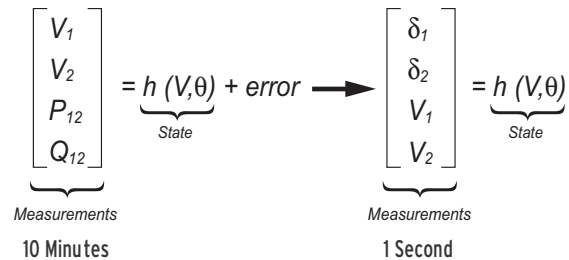 V₁
V₂
P₁₂
Q₁₂
= h (V,θ) + error
State
Measurements
10 Minutes
δ₁
δ₂
V₁
V₂
= h (V,θ)
State
Measurements
1 Second